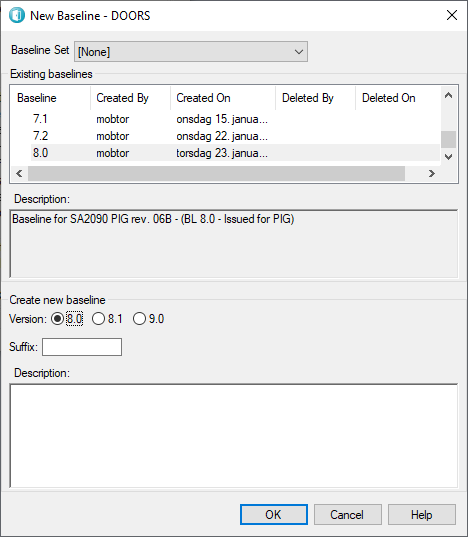 New Baseline - DOORS
Baseline Set [None]
Existing baselines
Baseline Created By Created On Deleted By Deleted On
7.1 mobtor onsdag 15. janua...
7.2 mobtor onsdag 22. janua...
8.0 mobtor torsdag 23. janua...
Description:
Baseline for SA2090 PIG rev. 06B - (BL 8.0 - Issued for PIG)
Create new baseline
Version: 8.0 8.1 9.0
Suffix:
Description:
OK Cancel Help